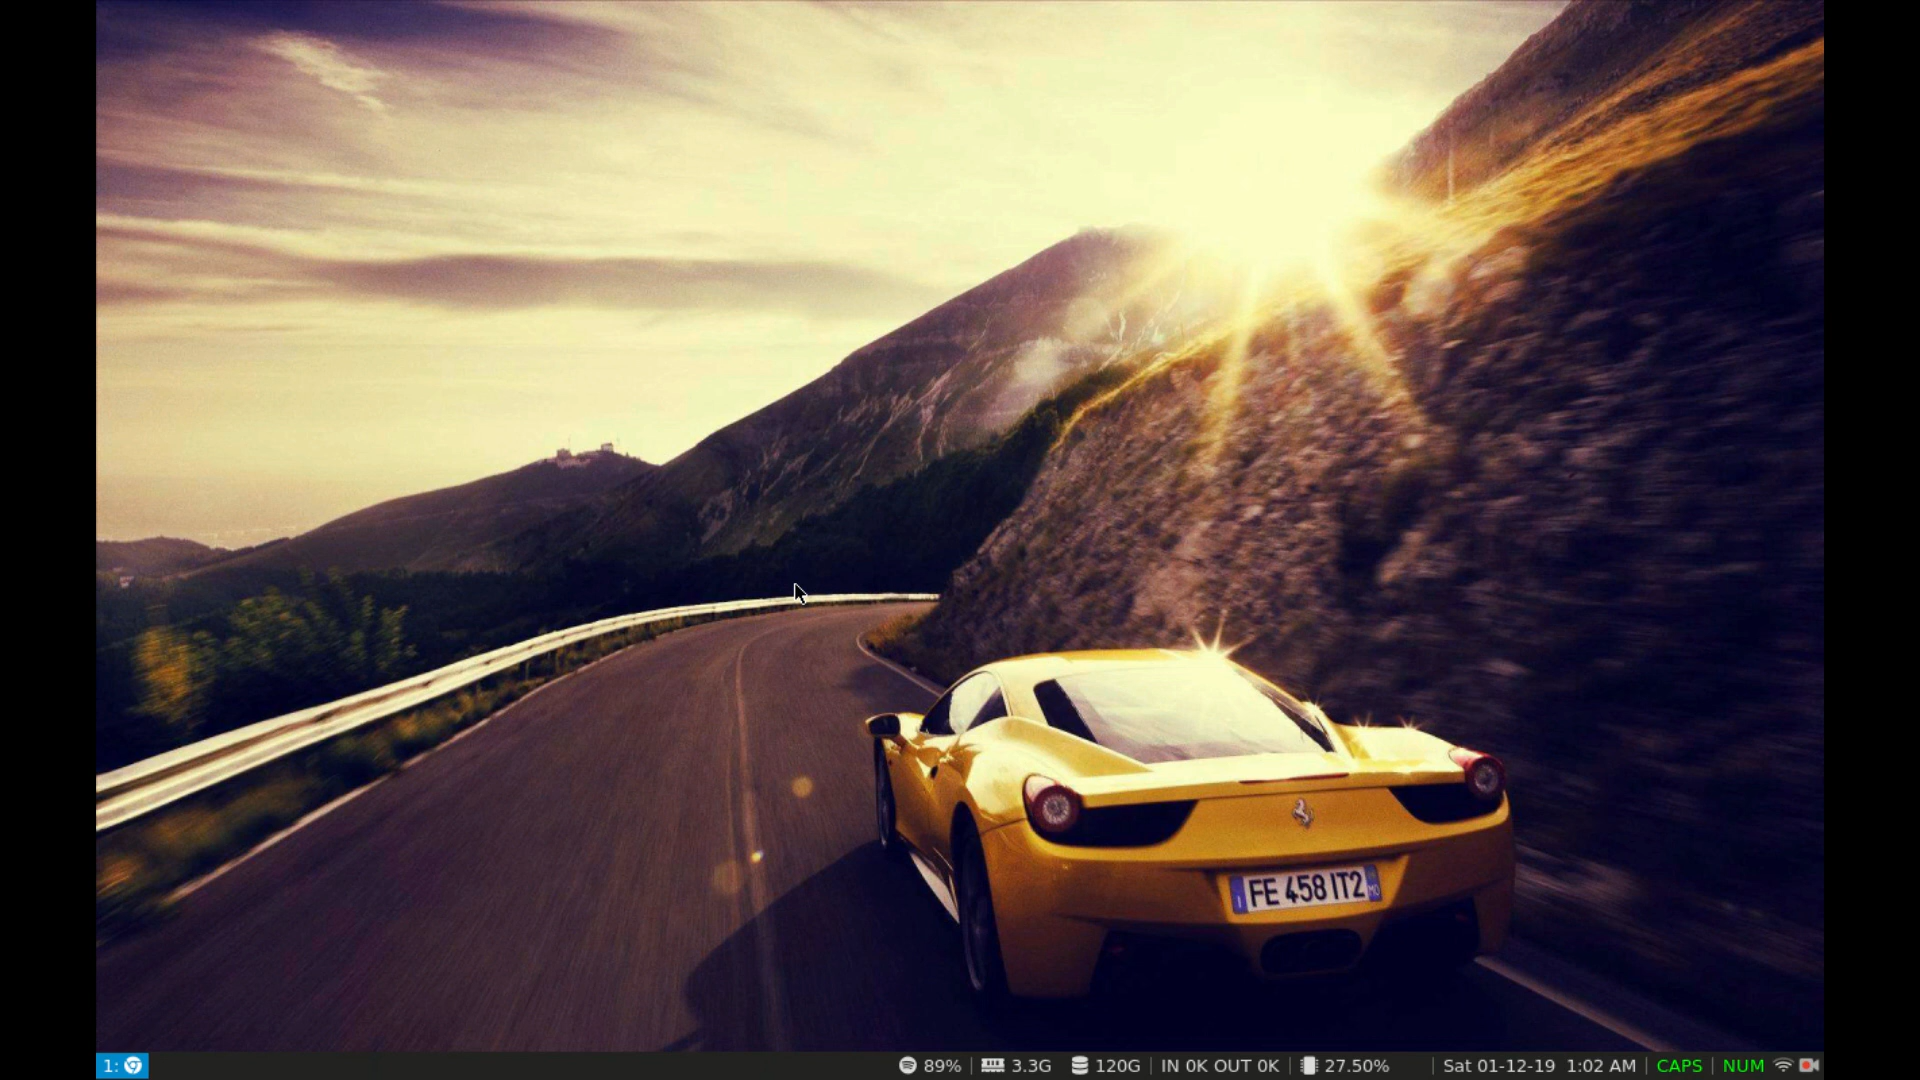 FE 458 IT2
1:
89% | 3.3G 120G | IN 0K OUT 0K | 27.50% | Sat 01-12-19 1:02 AM | CAPS | NUM